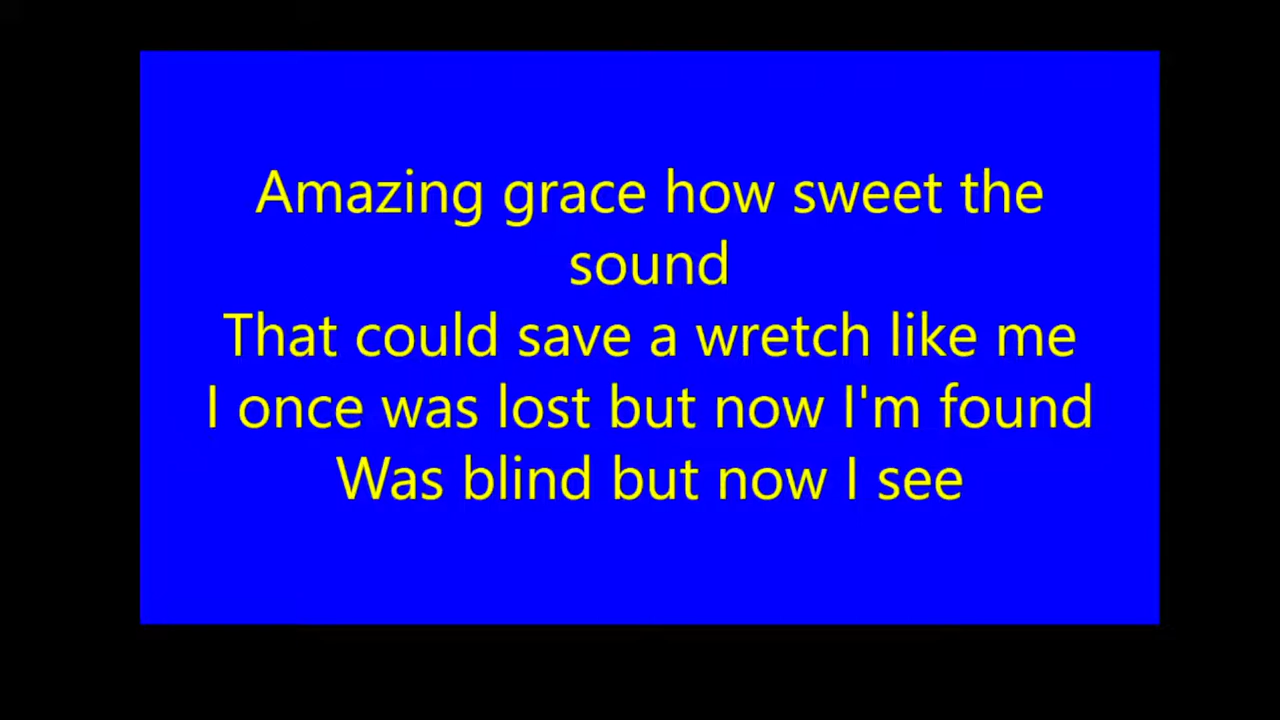 Amazing grace how sweet the
sound
That could save a wretch like me
I once was lost but now I'm found
Was blind but now I see